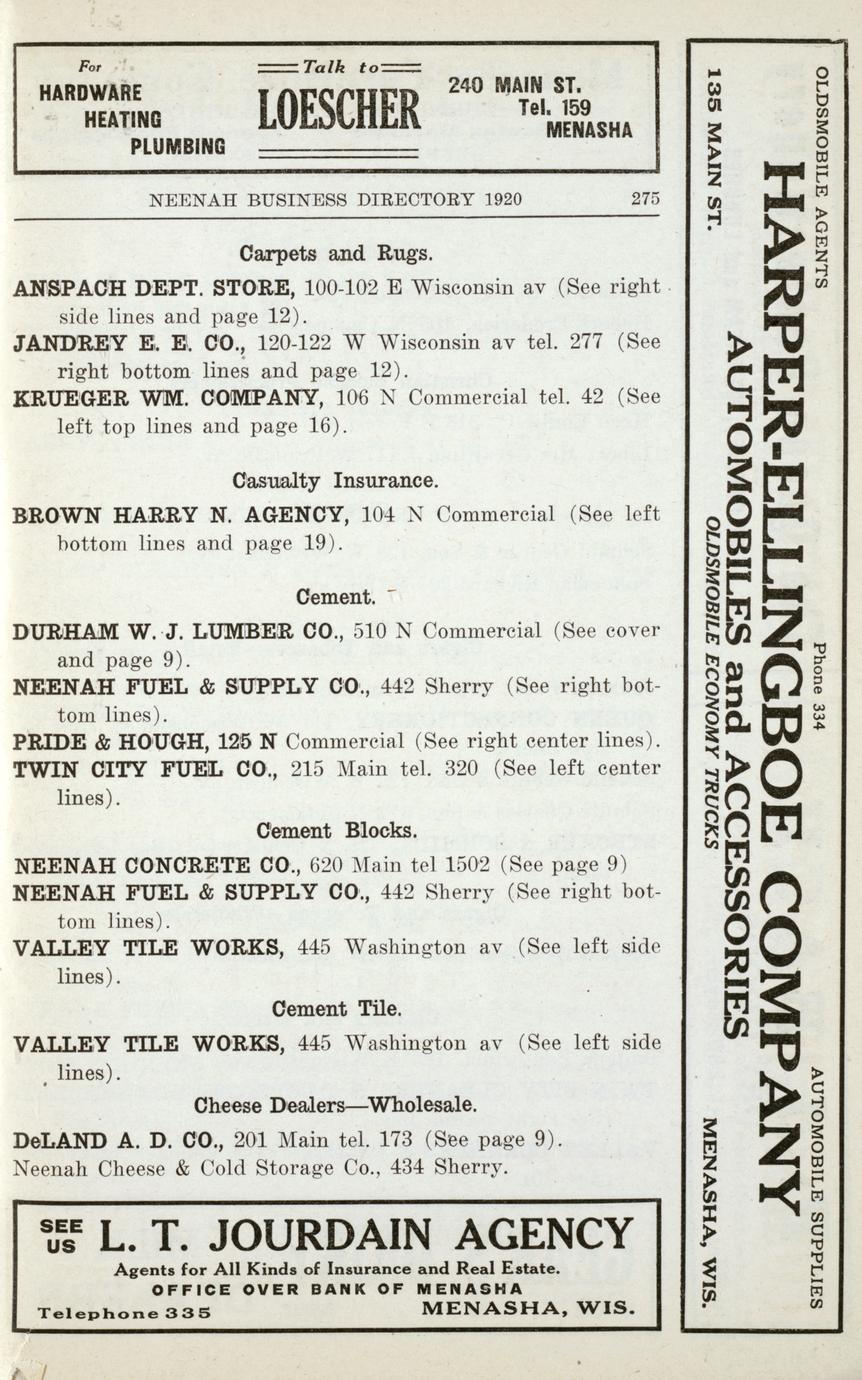 For
HARDWARE
HEATING
PLUMBING
Talk to
LOESCHER
240 MAIN ST.
Tel. 159
MENASHA
NEENAH BUSINESS DIRECTORY 1920 275
Carpets and Rugs.
ANSPACH DEPT. STORE, 100-102 E Wisconsin av (See right
side lines and page 12).
JANDREY E. E. CO., 120-122 W Wisconsin av tel. 277 (See
right bottom lines and page 12).
KRUEGER WM. COMPANY, 106 N Commercial tel. 42 (See
left top lines and page 16).
Casualty Insurance.
BROWN HARRY N. AGENCY, 104 N Commercial (See left
bottom lines and page 19).
Cement.
DURHAM W. J. LUMBER CO., 510 N Commercial (See cover
and page 9).
NEENAH FUEL & SUPPLY CO., 442 Sherry (See right bot-
tom lines).
PRIDE & HOUGH, 125 N Commercial (See right center lines).
TWIN CITY FUEL CO., 215 Main tel. 320 (See left center
lines).
Cement Blocks.
NEENAH CONCRETE CO., 620 Main tel 1502 (See page 9)
NEENAH FUEL & SUPPLY CO., 442 Sherry (See right bot-
tom lines).
VALLEY TILE WORKS, 445 Washington av (See left side
lines).
Cement Tile.
VALLEY TILE WORKS, 445 Washington av (See left side
lines).
Cheese Dealers—Wholesale.
DeLAND A. D. CO., 201 Main tel. 173 (See page 9).
Neenah Cheese & Cold Storage Co., 434 Sherry.
SEE
US
L. T. JOURDAIN AGENCY
Agents for All Kinds of Insurance and Real Estate.
OFFICE OVER BANK OF MENASHA
Telephone 335 MENASHA, WIS.
OLDSMOBILE AGENTS Phone 334 AUTOMOBILE SUPPLIES
HARPER-ELLINGBOE COMPANY
AUTOMOBILES and ACCESSORIES
135 MAIN ST. OLDSMOBILE ECONOMY TRUCKS MENASHA, WIS.